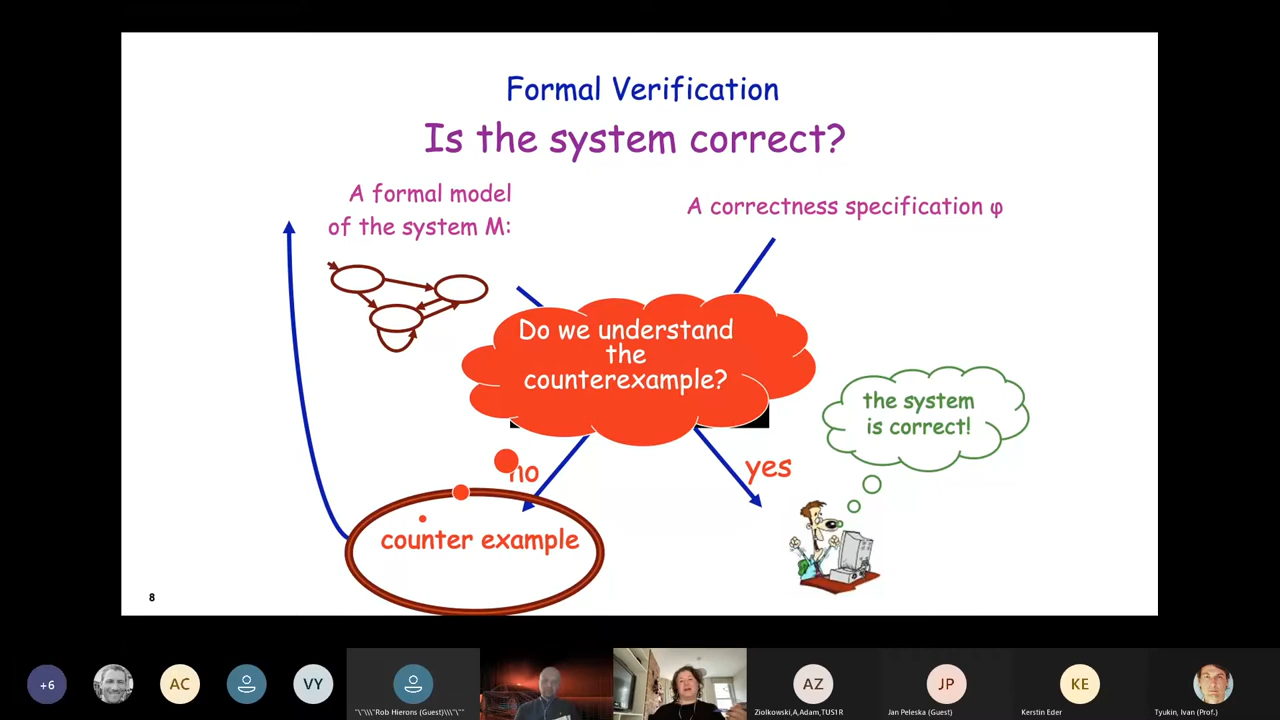 Formal Verification
Is the system correct?
A formal model
of the system M:
A correctness specification φ
Do we understand
the
counterexample?
the system
is correct!
no
yes
counter example
8
+6
AC
VY
"\"\\\"Rob Hierons (Guest)\\\"\""
AZ
Ziolkowski,A,Adam,TUS1R
JP
Jan Peleska (Guest)
KE
Kerstin Eder
Tyukin, Ivan (Prof.)